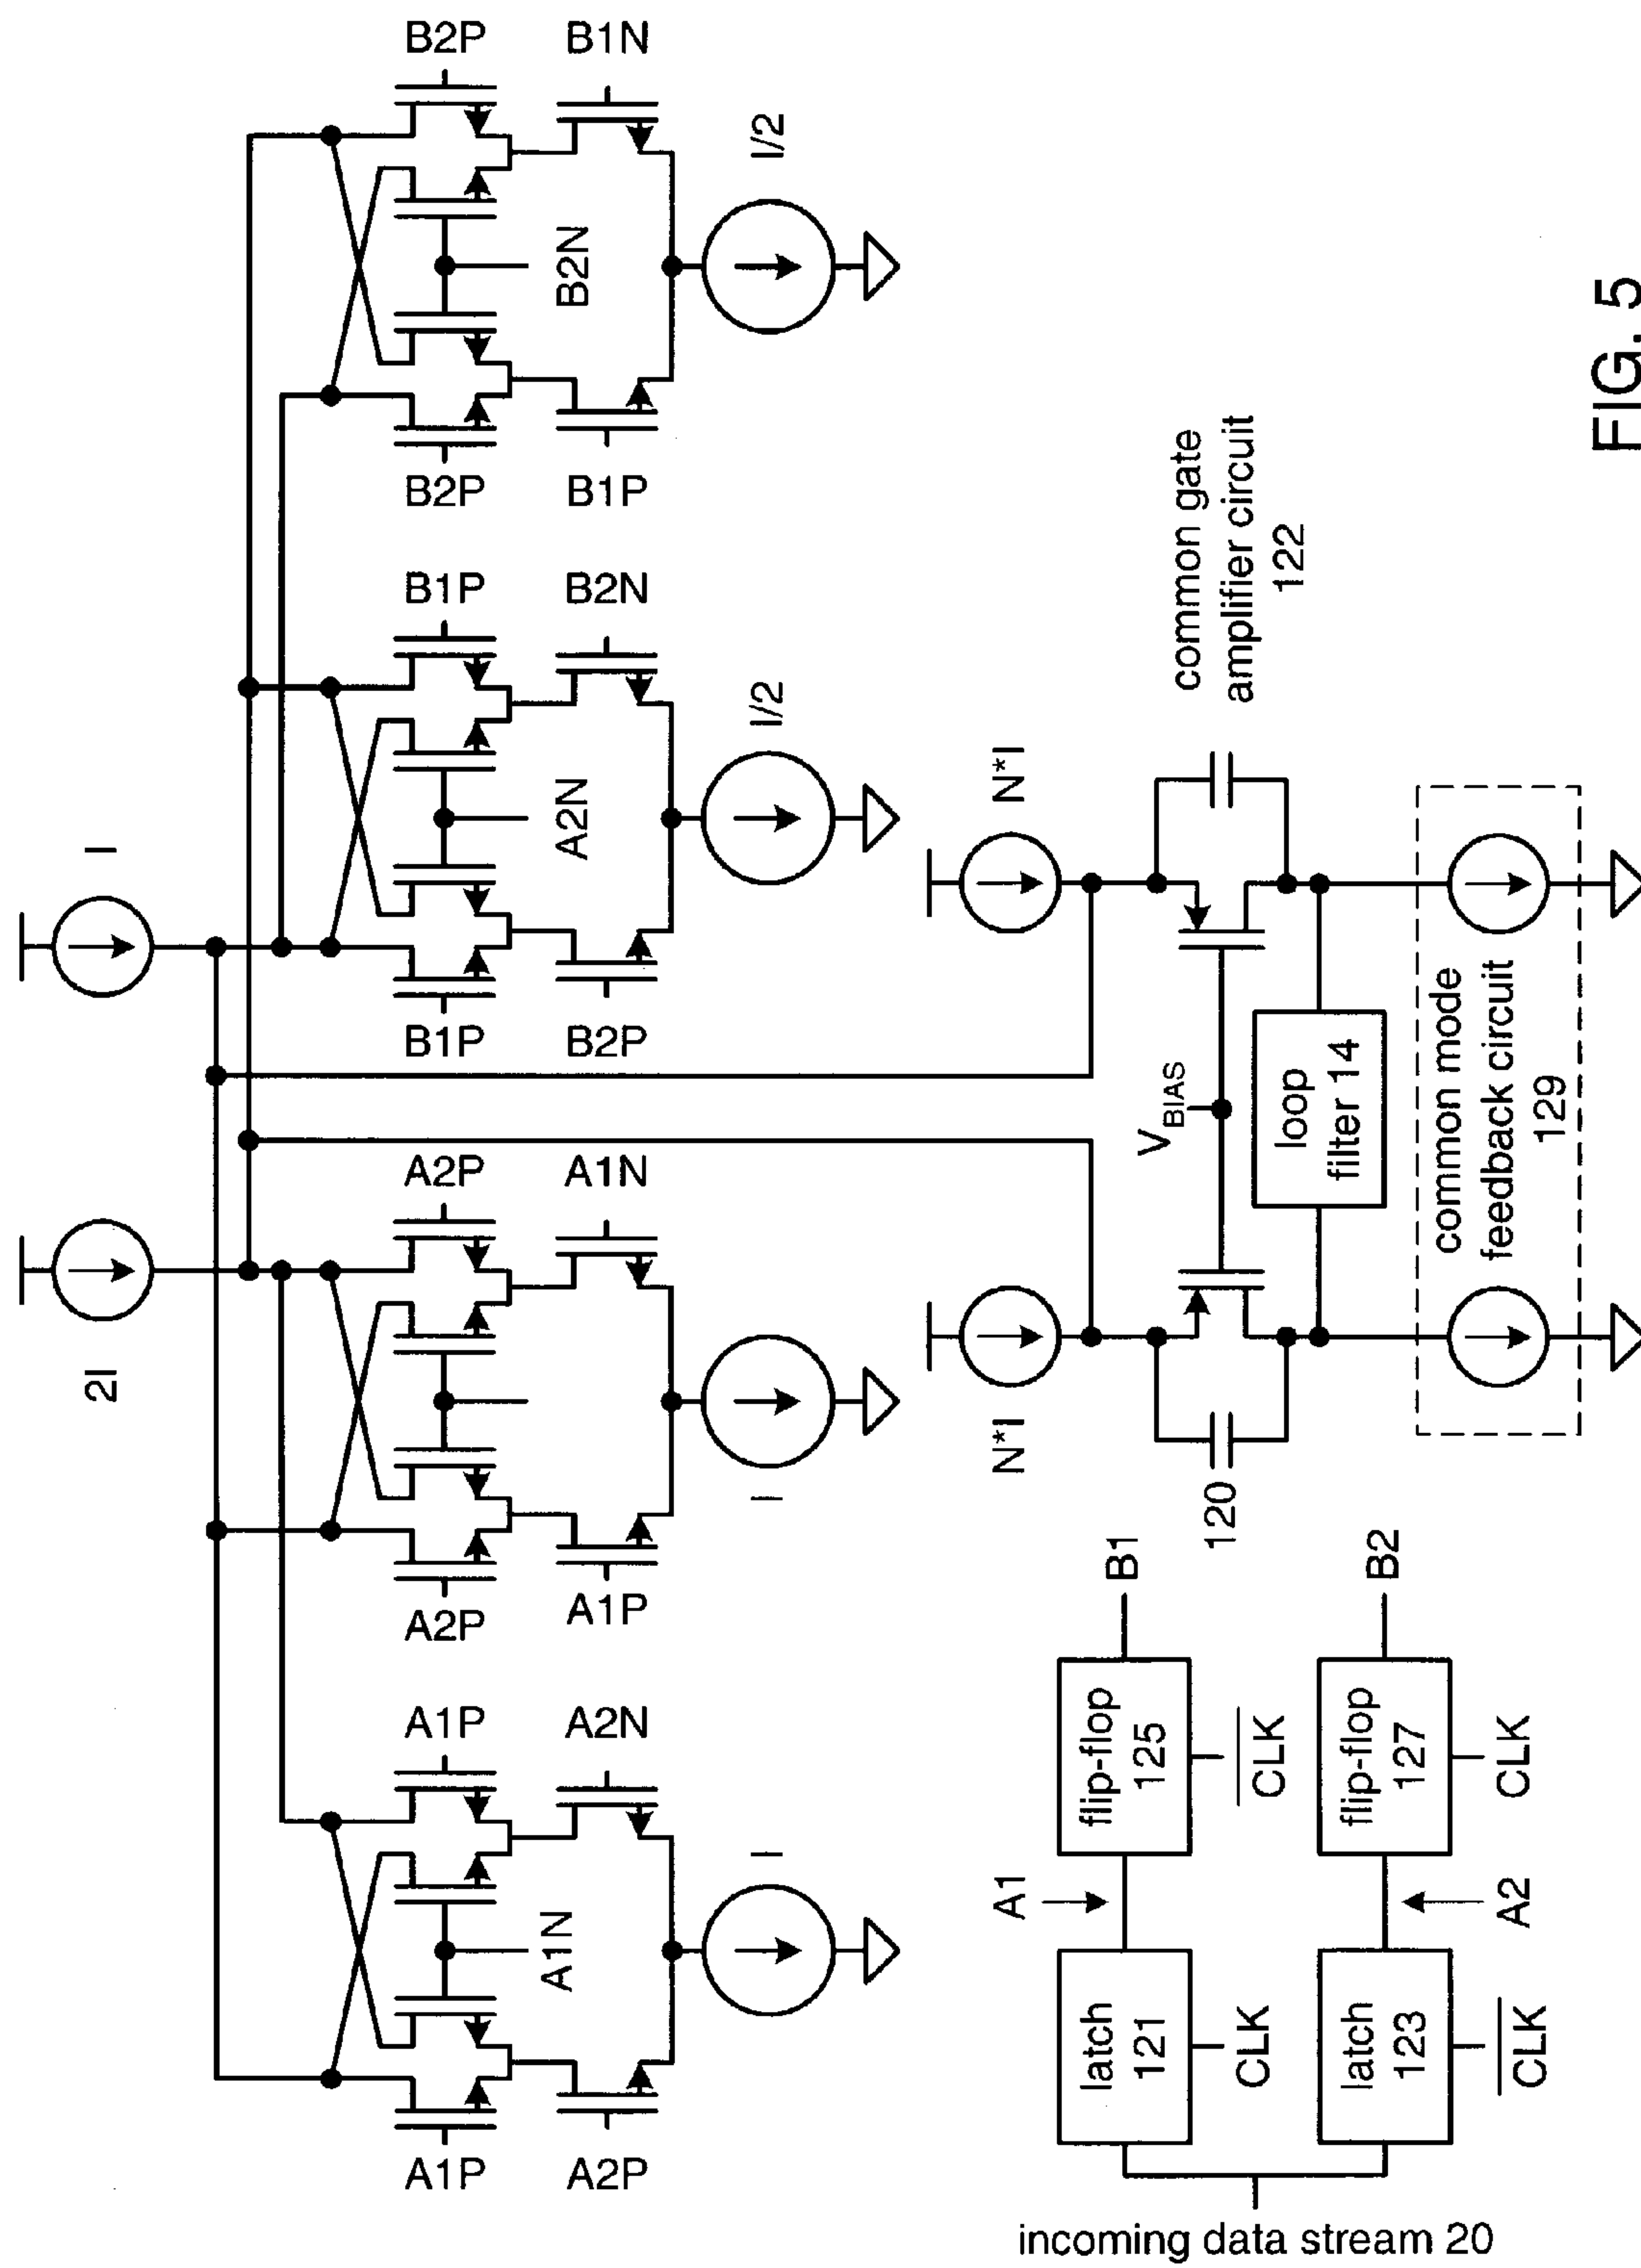 2I
I
A1P
A1P
A2P
A2P
B1P
B1P
B2P
B2P
A1N
A2N
B2N
A2P
A2N
A1P
A1N
B2P
B2N
B1P
B1N
I
I
I/2
I/2
incoming data stream 20
latch
121
CLK
A1
flip-flop
125
CLK
B1
latch
123
CLK
A2
flip-flop
127
CLK
B2
N*I
N*I
120
VBIAS
common gate
amplifier circuit
122
loop
filter 14
common mode
feedback circuit
129
FIG. 5